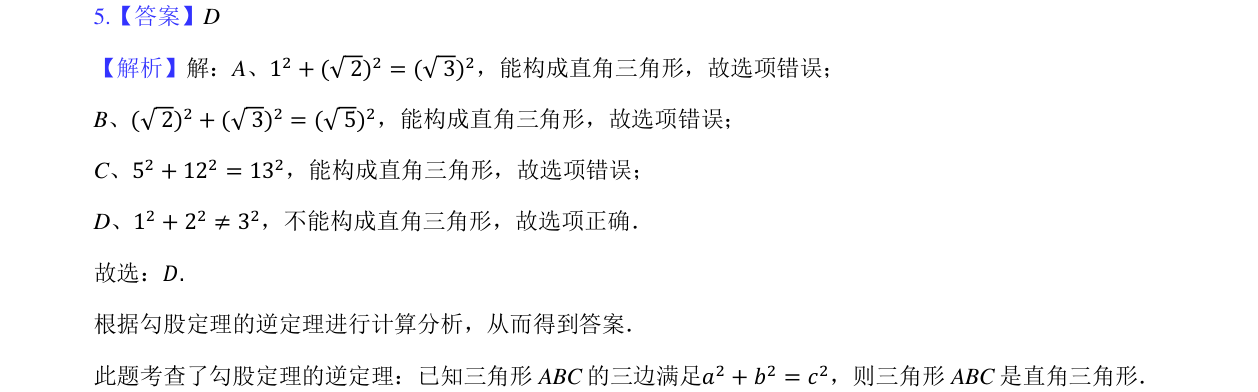 5.【答案】D
【解析】解：A、1² + (√2)² = (√3)²，能构成直角三角形，故选项错误；
B、(√2)² + (√3)² = (√5)²，能构成直角三角形，故选项错误；
C、5² + 12² = 13²，能构成直角三角形，故选项错误；
D、1² + 2² ≠ 3²，不能构成直角三角形，故选项正确．
故选：D.
根据勾股定理的逆定理进行计算分析，从而得到答案．
此题考查了勾股定理的逆定理：已知三角形 ABC 的三边满足a² + b² = c²，则三角形 ABC 是直角三角形．